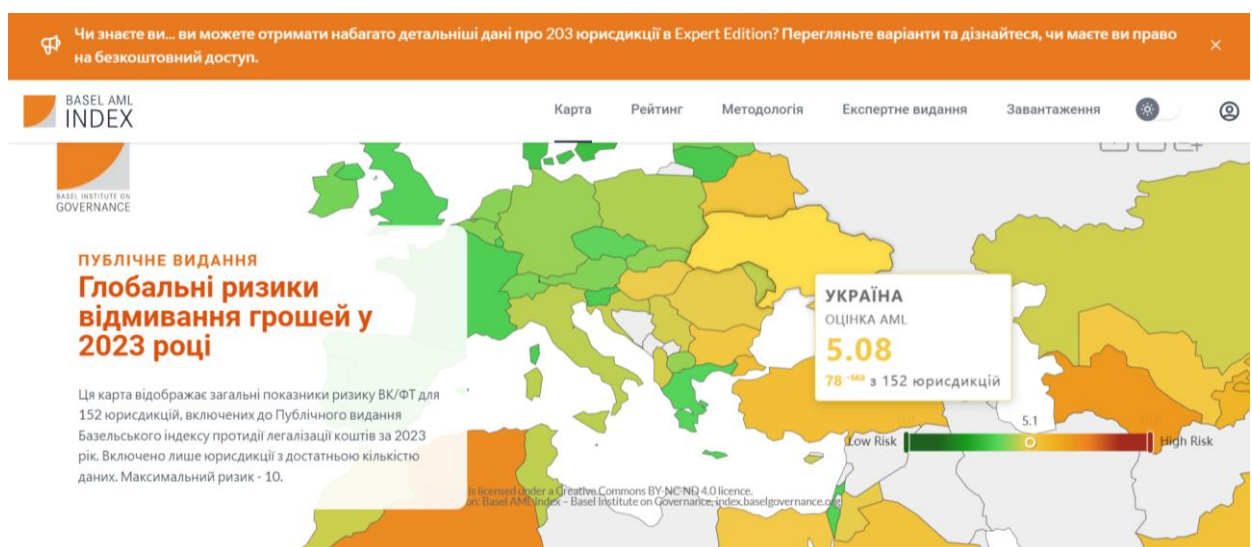 Чи знаєте ви... ви можете отримати набагато детальніші дані про 203 юрисдикції в Expert Edition? Перегляньте варіанти та дізнайтеся, чи маєте ви право
на безкоштовний доступ.
BASEL AML
INDEX
Карта
Рейтинг
Методологія
Експертне видання
Завантаження
BASEL INSTITUTE ON
GOVERNANCE
ПУБЛІЧНЕ ВИДАННЯ
Глобальні ризики
відмивання грошей у
2023 році
Ця карта відображає загальні показники ризику ВК/ФТ для
152 юрисдикцій, включених до Публічного видання
Базельського індексу протидії легалізації коштів за 2023
рік. Включено лише юрисдикції з достатньою кількістю
даних. Максимальний ризик - 10.
УКРАЇНА
ОЦІНКА AML
5.08
78 -ма з 152 юрисдикцій
5.1
Low Risk
High Risk
is licensed under a Creative Commons BY-NC-ND 4.0 licence.
on: Basel AML Index – Basel Institute on Governance, index.baselgovernance.org